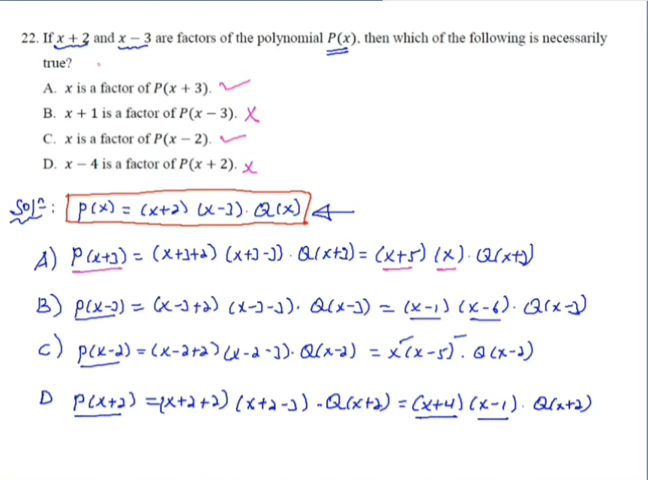 22. If x + 2 and x − 3 are factors of the polynomial P(x), then which of the following is necessarily
true?
A. x is a factor of P(x + 3). ✓
B. x + 1 is a factor of P(x − 3). X
C. x is a factor of P(x − 2). ✓
D. x − 4 is a factor of P(x + 2). X
Solⁿ: P(x) = (x+2) (x-3). Q(x)
A) P(x+3) = (x+3+2) (x+3-3) . Q(x+3) = (x+5) (x) . Q(x+3)
B) P(x-3) = (x-3+2) (x-3-3). Q(x-3) = (x-1) (x-6). Q(x-3)
C) P(x-2) = (x-2+2) (x-2-3). Q(x-2) = x (x-5) . Q(x-2)
D P(x+2) = (x+2+2) (x+2-3) . Q(x+2) = (x+4) (x-1) . Q(x+2)